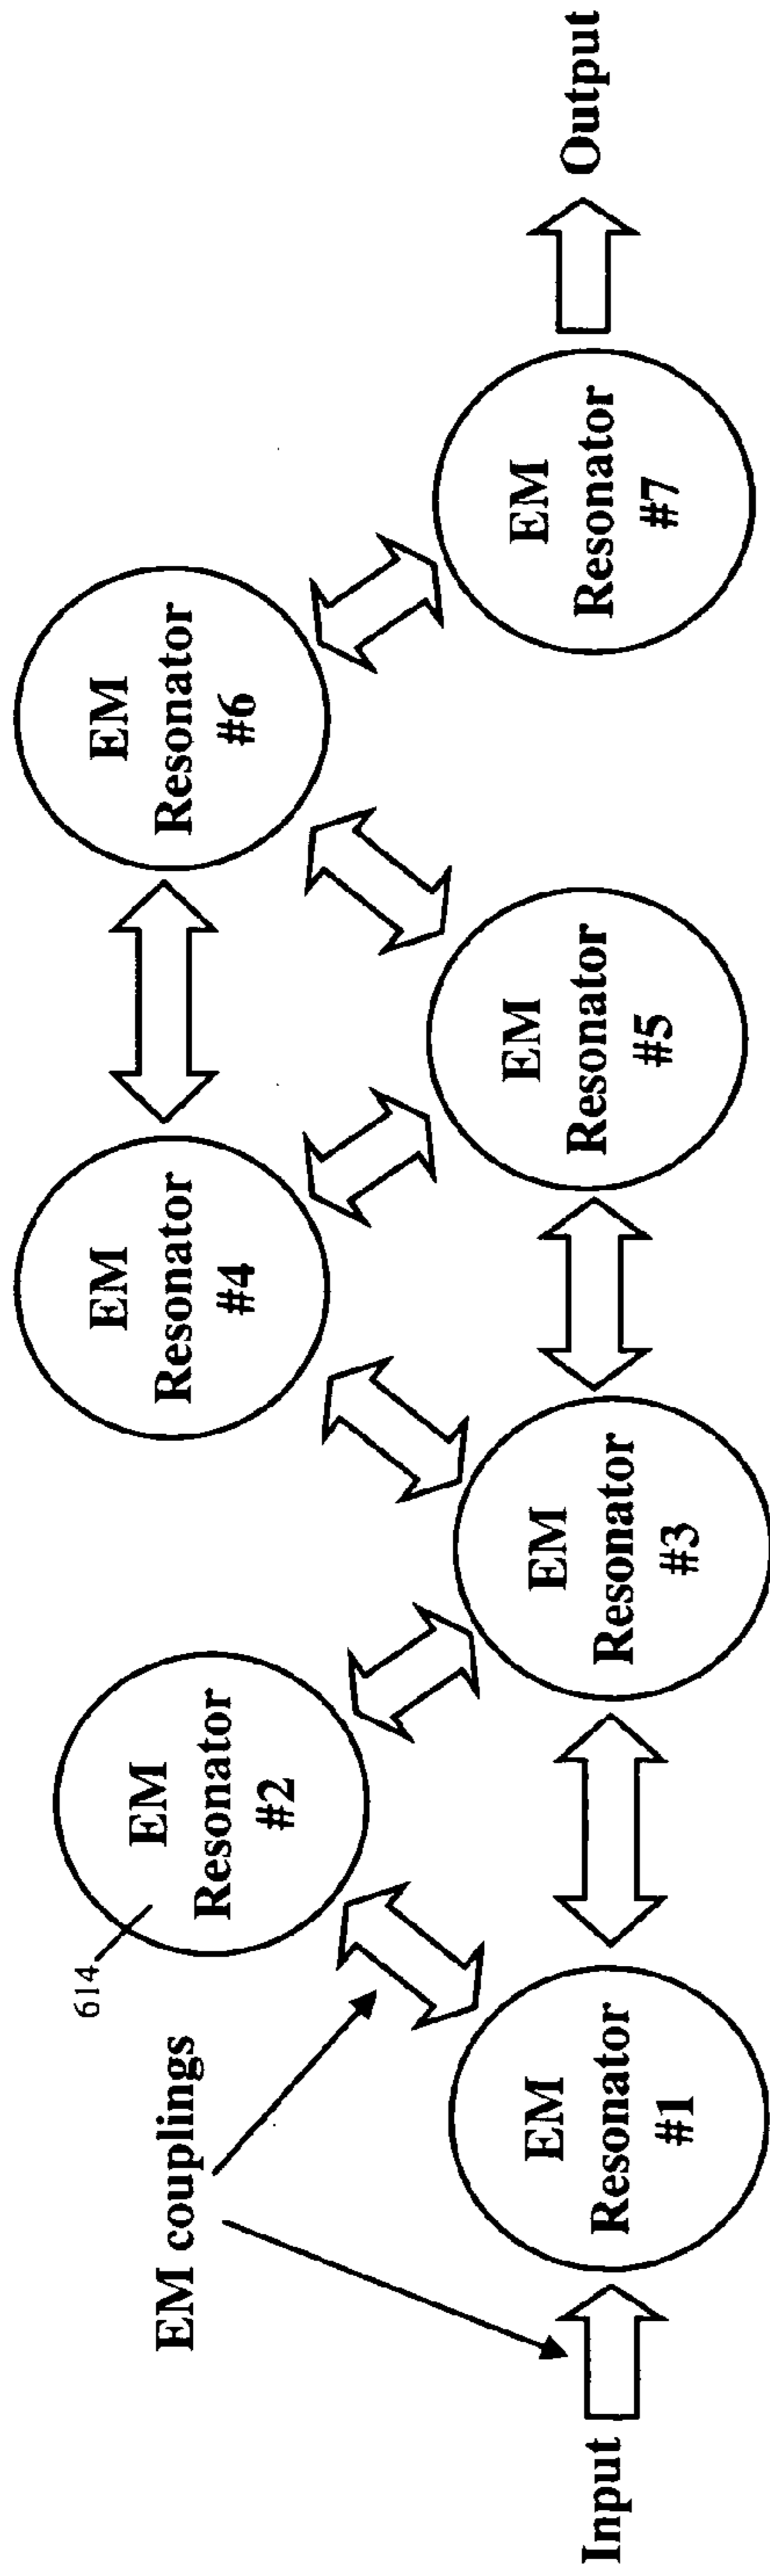 EM couplings
614
EM
Resonator
#2
EM
Resonator
#4
EM
Resonator
#6
Input
EM
Resonator
#1
EM
Resonator
#3
EM
Resonator
#5
EM
Resonator
#7
Output